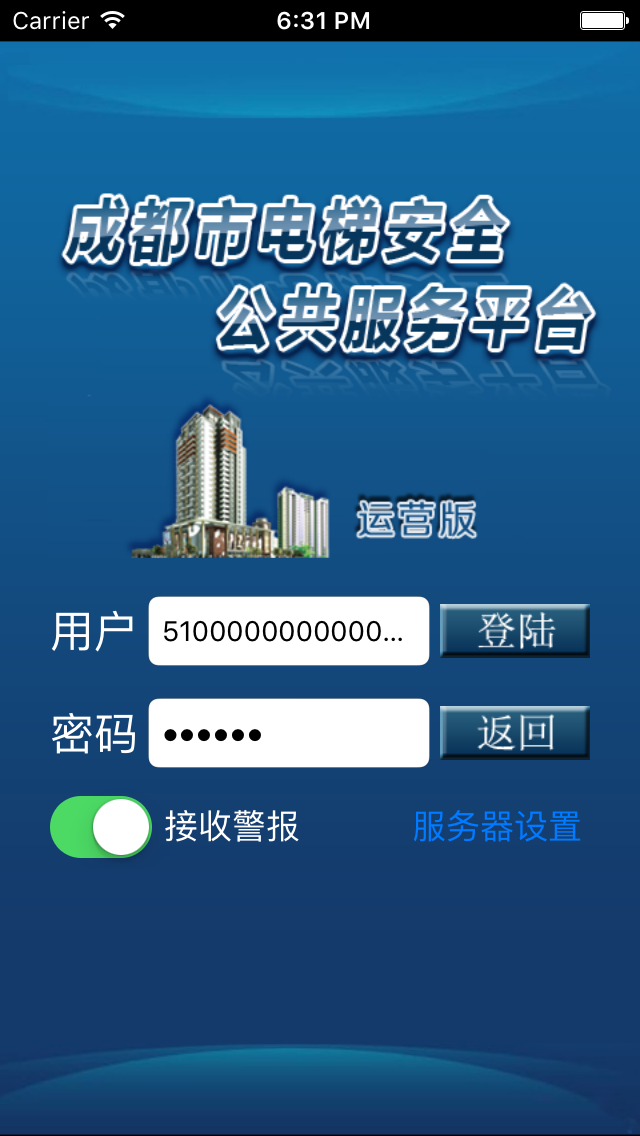 Carrier 6:31 PM
成都市电梯安全
公共服务平台
运营版
用户 5100000000000... 登陆
密码 •••••• 返回
接收警报 服务器设置